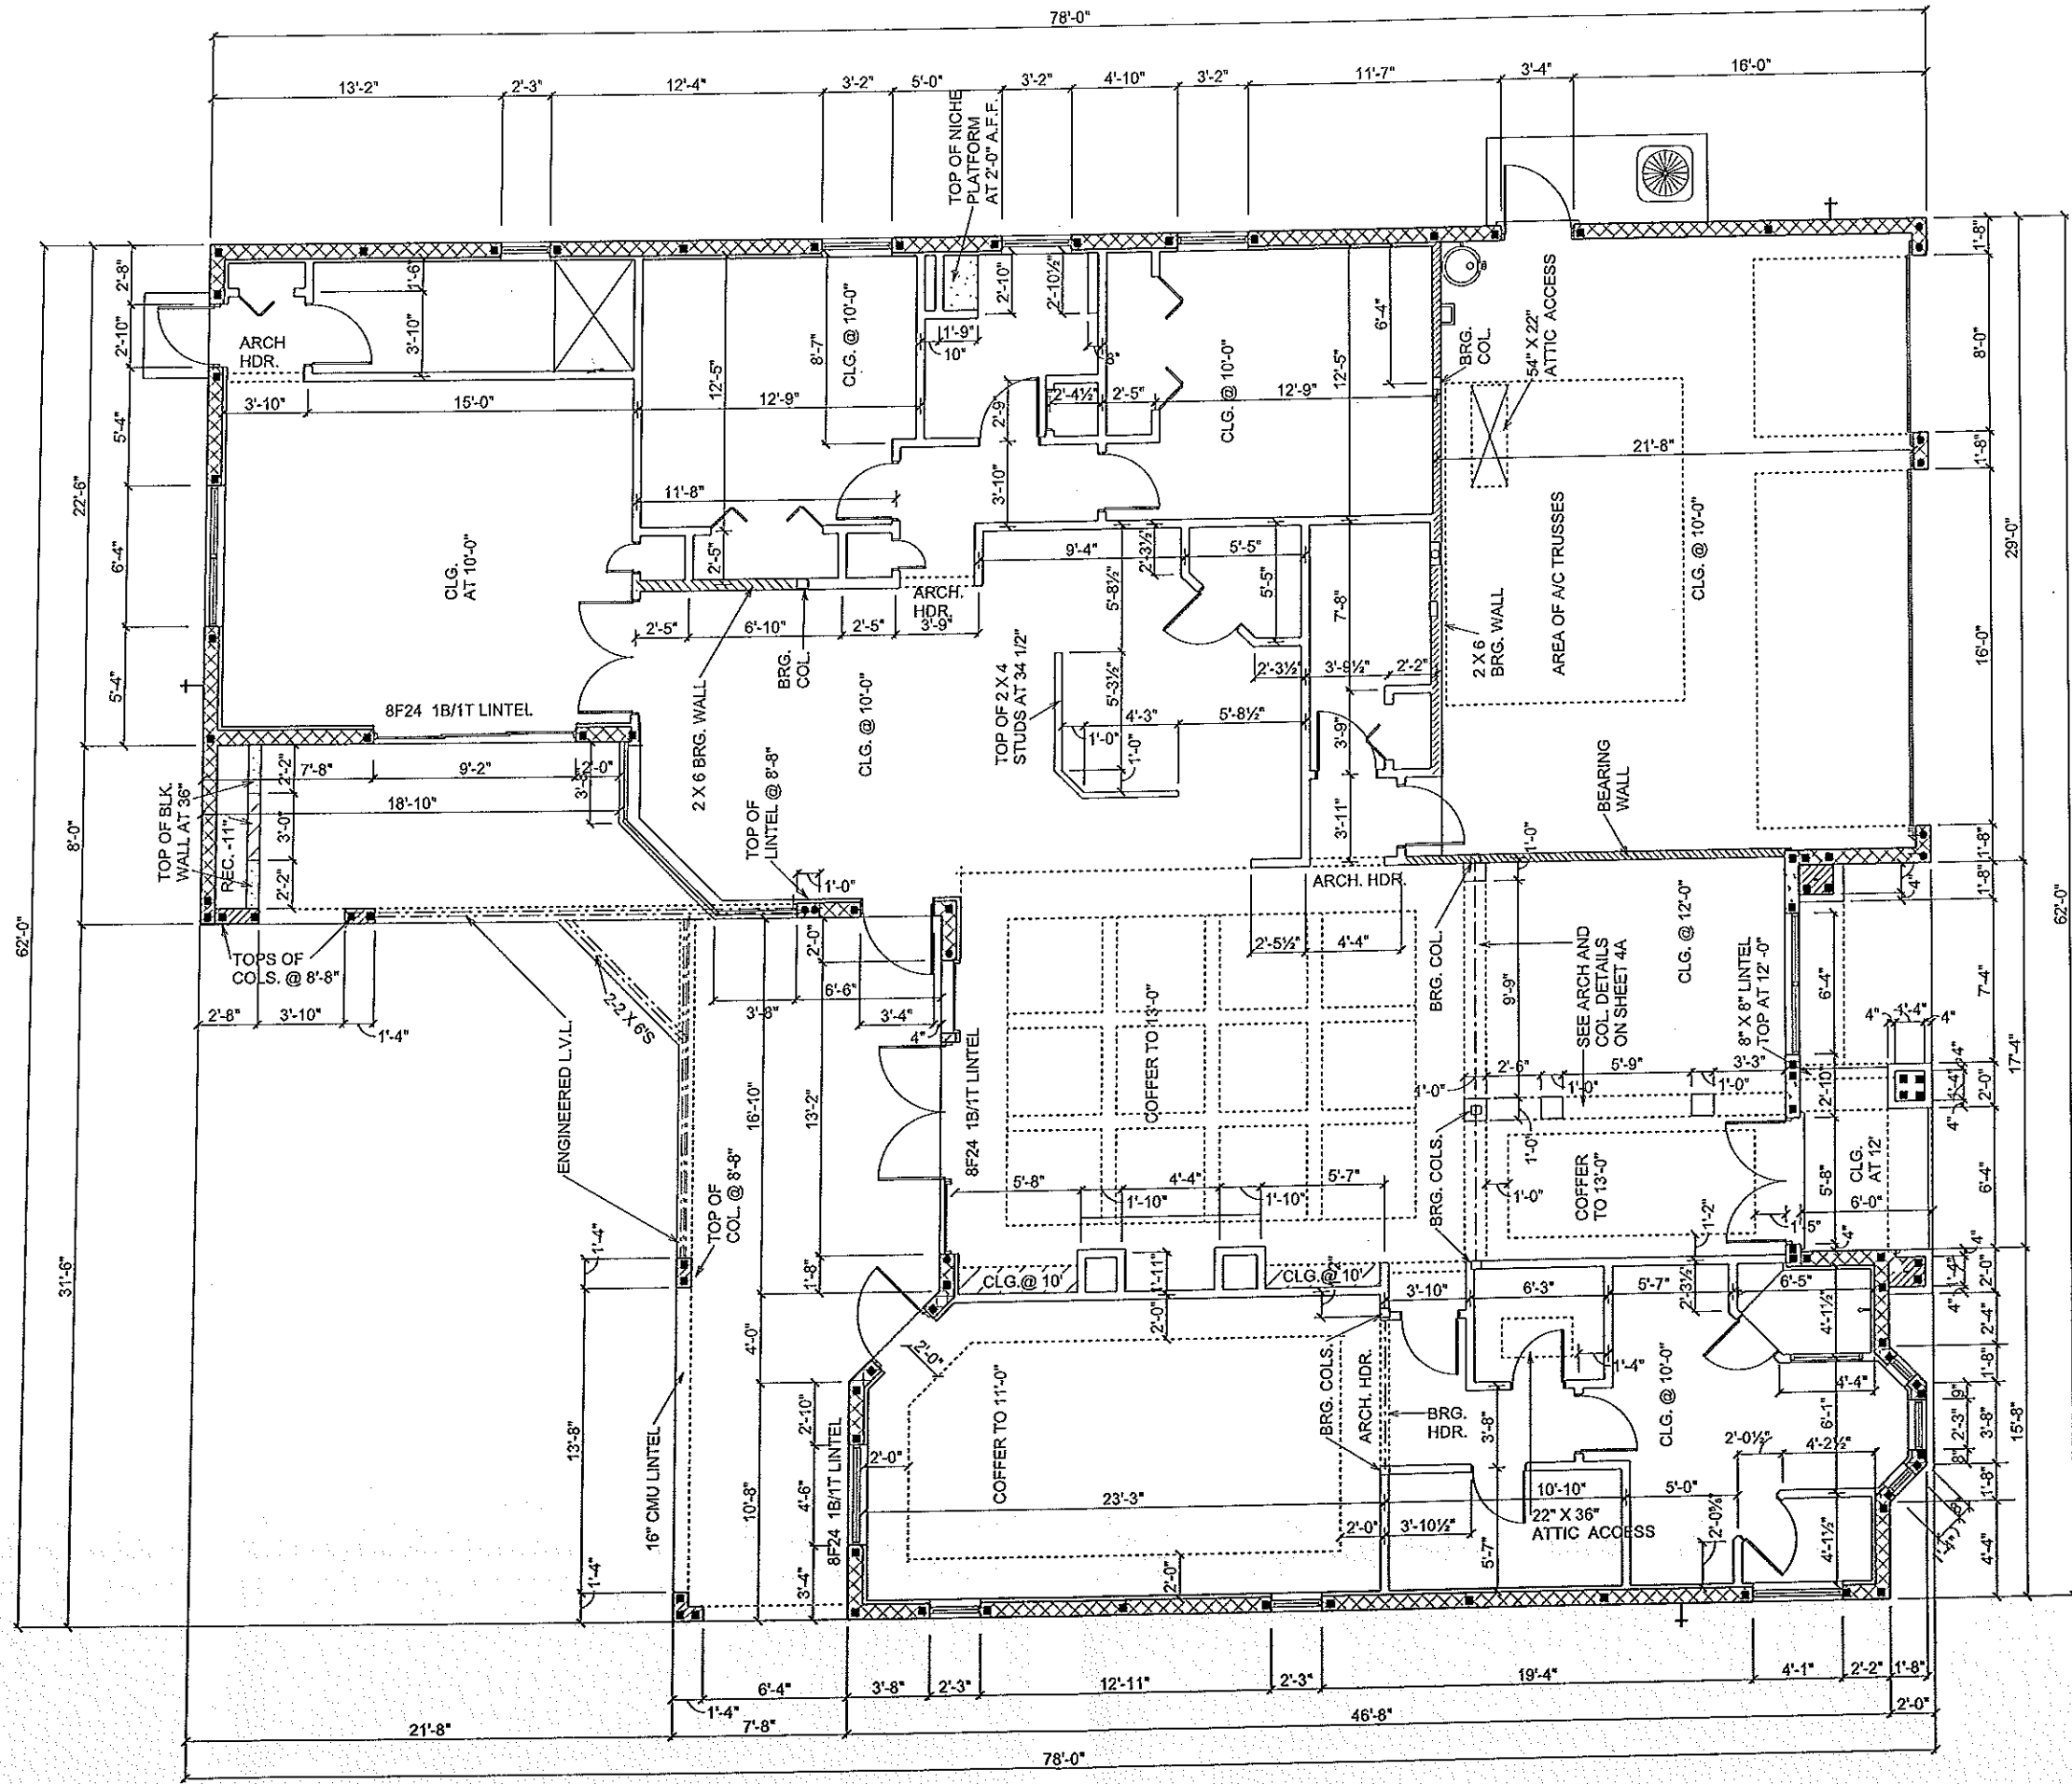 78'-0"
13'-2"
2'-3"
12'-4"
3'-2"
5'-0"
3'-2"
4'-10"
3'-2"
11'-7"
3'-4"
16'-0"
TOP OF NICHE
PLATFORM
AT 2'-0" A.F.F.
62'-0"
22'-6"
8'-0"
31'-6"
2'-8"
2'-10"
5'-4"
6'-4"
5'-4"
ARCH
HDR.
1'-6"
3'-10"
3'-10"
15'-0"
12'-9"
12'-5"
8'-7"
CLG. @ 10'-0"
1'-9"
10"
2'-10"
2'-10½"
2'-9"
2'-4½"
2'-5"
CLG. @ 10'-0"
12'-9"
12'-5"
6'-4"
BRG.
COL.
54" X 22"
ATTIC ACCESS
21'-8"
AREA OF A/C TRUSSES
CLG. @ 10'-0"
2 X 6
BRG. WALL
1'-8"
8'-0"
1'-8"
16'-0"
1'-8"
29'-0"
62'-0"
CLG.
AT 10'-0"
11'-8"
3'-10"
2'-5"
ARCH.
HDR.
3'-9"
2'-5"
6'-10"
2'-5"
BRG.
COL.
2 X 6 BRG. WALL
CLG. @ 10'-0"
9'-4"
2'-3½"
5'-5"
5'-5"
5'-8½"
5'-3½"
TOP OF 2 X 4
STUDS AT 34 1/2"
4'-3"
1'-0"
1'-0"
5'-8½"
2'-3½"
3'-9½"
2'-2"
7'-8"
3'-9"
3'-11"
BEARING
WALL
1'-0"
8F24 1B/1T LINTEL
7'-8"
9'-2"
2'-0"
18'-10"
2'-2"
3'-0"
2'-2"
TOP OF BLK.
WALL AT 36"
REC. -11"
TOP OF
LINTEL @ 8'-8"
1'-0"
TOPS OF
COLS. @ 8'-8"
2'-8"
3'-10"
1'-4"
2-2 X 6'S
ENGINEERED L.V.L.
2'-0"
6'-6"
3'-8"
3'-4"
4"
16'-10"
13'-2"
1'-8"
8F24 1B/1T LINTEL
COFFER TO 13'-0"
ARCH. HDR.
2'-5½"
4'-4"
BRG. COL.
9'-9"
SEE ARCH AND
COL. DETAILS
ON SHEET 4A
CLG. @ 12'-0"
8" X 8" LINTEL
TOP AT 12'-0"
6'-4"
2'-6"
5'-9"
3'-3"
1'-0"
1'-0"
1'-0"
1'-0"
1'-0"
1'-0"
BRG. COLS.
COFFER
TO 13'-0"
2'-10"
5'-8"
CLG.
AT 12'
6'-0"
1'-2"
1'-5"
4"
1'-8"
7'-4"
2'-0"
6'-4"
2'-0"
17'-4"
TOP OF
COL. @ 8'-8"
1'-4"
5'-8"
1'-10"
4'-4"
1'-10"
5'-7"
CLG.@ 10'
CLG.@ 10'
1'-11"
2'-0"
3'-10"
6'-3"
5'-7"
2'-3½"
6'-5"
4'-1½"
4'-0"
2'-0"
COFFER TO 11'-0"
2'-0"
8F24 1B/1T LINTEL
16" CMU LINTEL
13'-8"
1'-4"
10'-8"
2'-10"
4'-6"
3'-4"
23'-3"
2'-0"
2'-0"
BRG. COLS.
ARCH. HDR.
BRG.
HDR.
3'-8"
1'-4"
CLG. @ 10'-0"
4'-4"
6'-1"
2'-0½"
4'-2½"
10'-10"
5'-0"
22" X 36"
ATTIC ACCESS
3'-10½"
5'-7"
4'-1½"
2'-4"
1'-8"
9"
2'-3"
3'-8"
8"
1'-8"
4'-4"
15'-8"
6'-4"
1'-4"
3'-8"
2'-3"
12'-11"
2'-3"
19'-4"
4'-1"
2'-2"
1'-8"
2'-0"
21'-8"
7'-8"
46'-8"
78'-0"